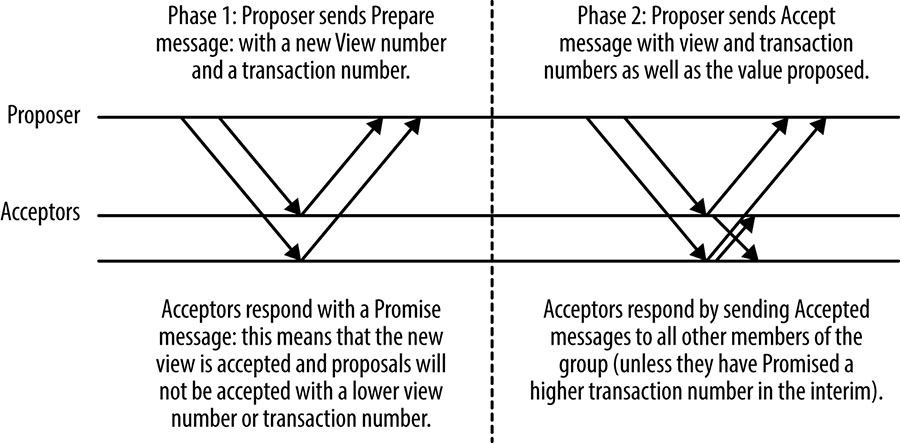 Phase 1: Proposer sends Prepare
message: with a new View number
and a transaction number.
Phase 2: Proposer sends Accept
message with view and transaction
numbers as well as the value proposed.
Proposer
Acceptors
Acceptors respond with a Promise
message: this means that the new
view is accepted and proposals will
not be accepted with a lower view
number or transaction number.
Acceptors respond by sending Accepted
messages to all other members of the
group (unless they have Promised a
higher transaction number in the interim).